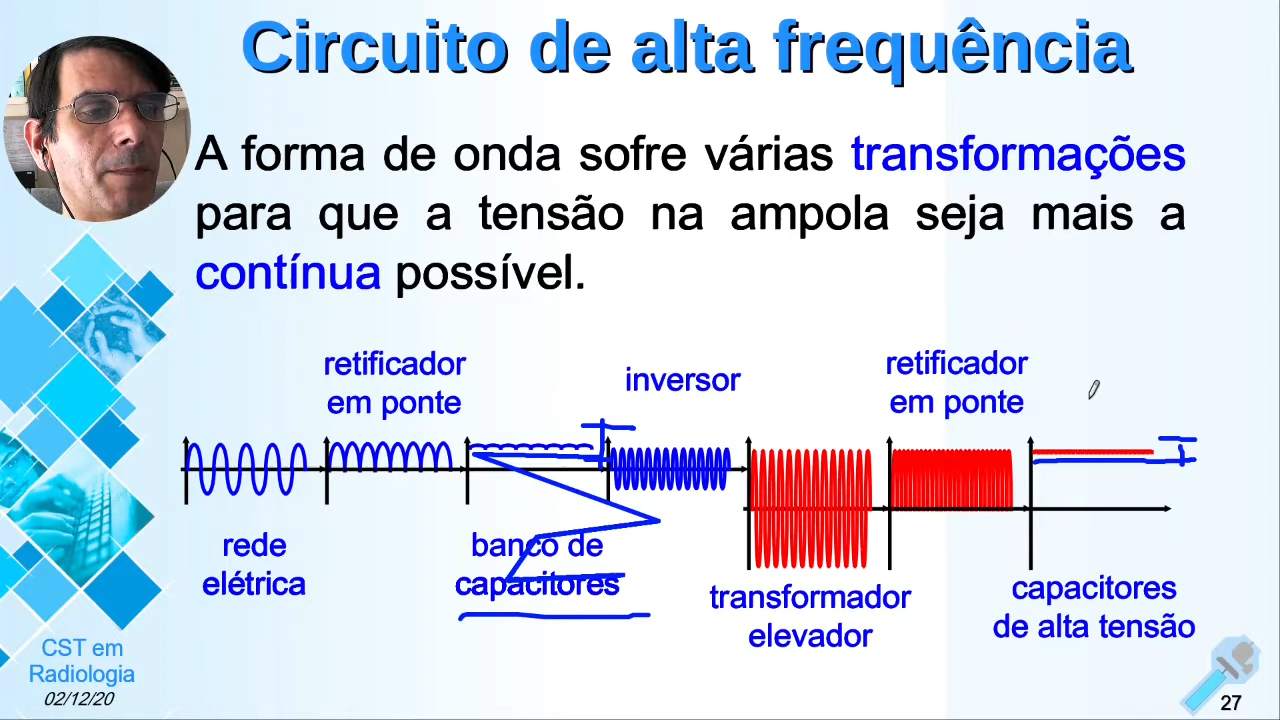 Circuito de alta frequência
A forma de onda sofre várias transformações
para que a tensão na ampola seja mais a
contínua possível.
retificador
em ponte
inversor
retificador
em ponte
rede
elétrica
banco de
capacitores
transformador
elevador
capacitores
de alta tensão
CST em
Radiologia
02/12/20
27